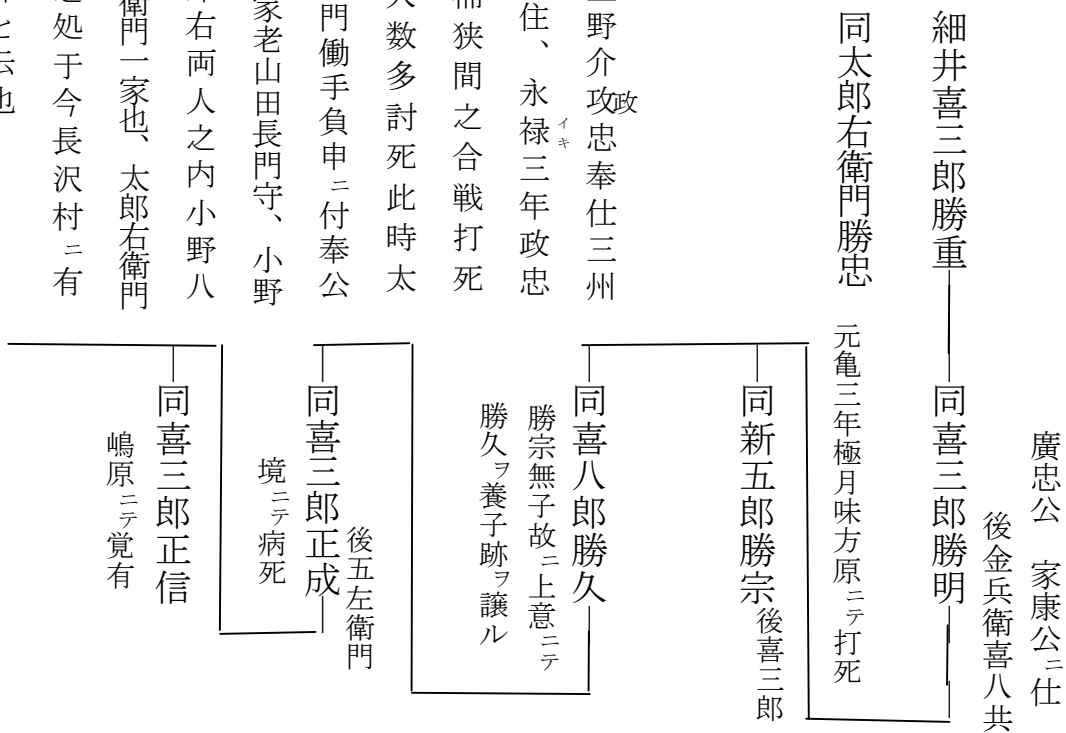 廣忠公　家康公ニ仕
後金兵衛喜八共
細井喜三郎勝重
同喜三郎勝明
同太郎右衛門勝忠
元亀三年極月味方原ニテ打死
同新五郎勝宗
後喜三郎
同喜八郎勝久
勝宗無子故ニ上意ニテ
勝久ヲ養子跡ヲ譲ル
後五左衛門
同喜三郎正成
境ニテ病死
同喜三郎正信
嶋原ニテ覚有
野介攻政忠奉仕三州
住、永禄イキ三年政忠
狭間之合戦打死
人数多討死此時太
門働手負申ニ付奉公
家老山田長門守、小野
右両人之内小野八
衛門一家也、太郎右衛門
処于今長沢村ニ有
と云也